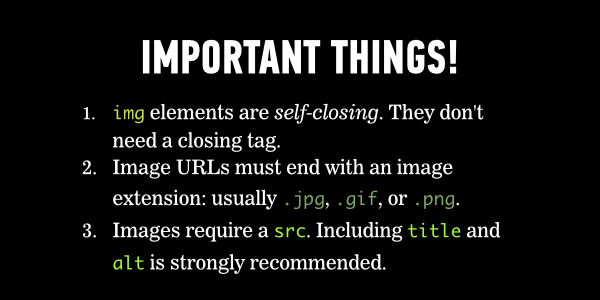 IMPORTANT THINGS!
1. img elements are self-closing. They don't
need a closing tag.
2. Image URLs must end with an image
extension: usually .jpg, .gif, or .png.
3. Images require a src. Including title and
alt is strongly recommended.